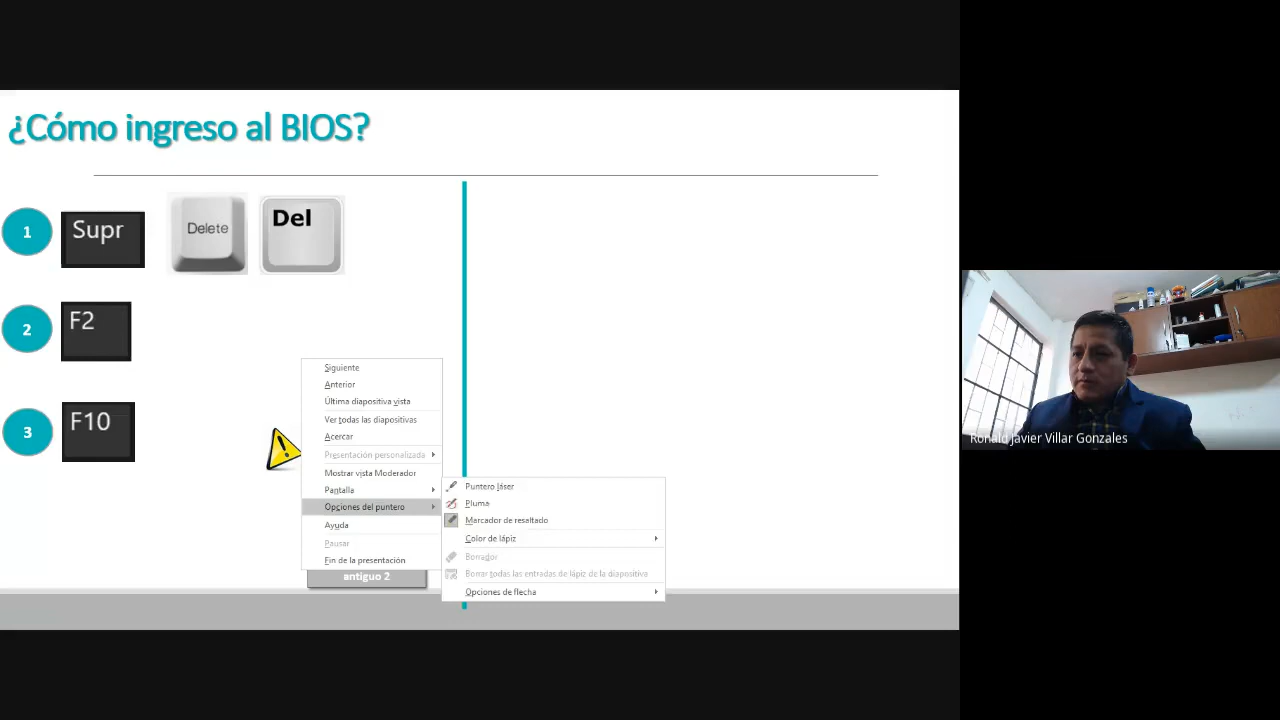 ¿Cómo ingreso al BIOS?
1
Supr
Delete
Del
2
F2
3
F10
Siguiente
Anterior
Última diapositiva vista
Ver todas las diapositivas
Acercar
Presentación personalizada
Mostrar vista Moderador
Pantalla
Opciones del puntero
Ayuda
Pausar
Fin de la presentación
Puntero láser
Pluma
Marcador de resaltado
Color de lápiz
Borrador
Borrar todas las entradas de lápiz de la diapositiva
Opciones de flecha
antiguo 2
Ronald Javier Villar Gonzales